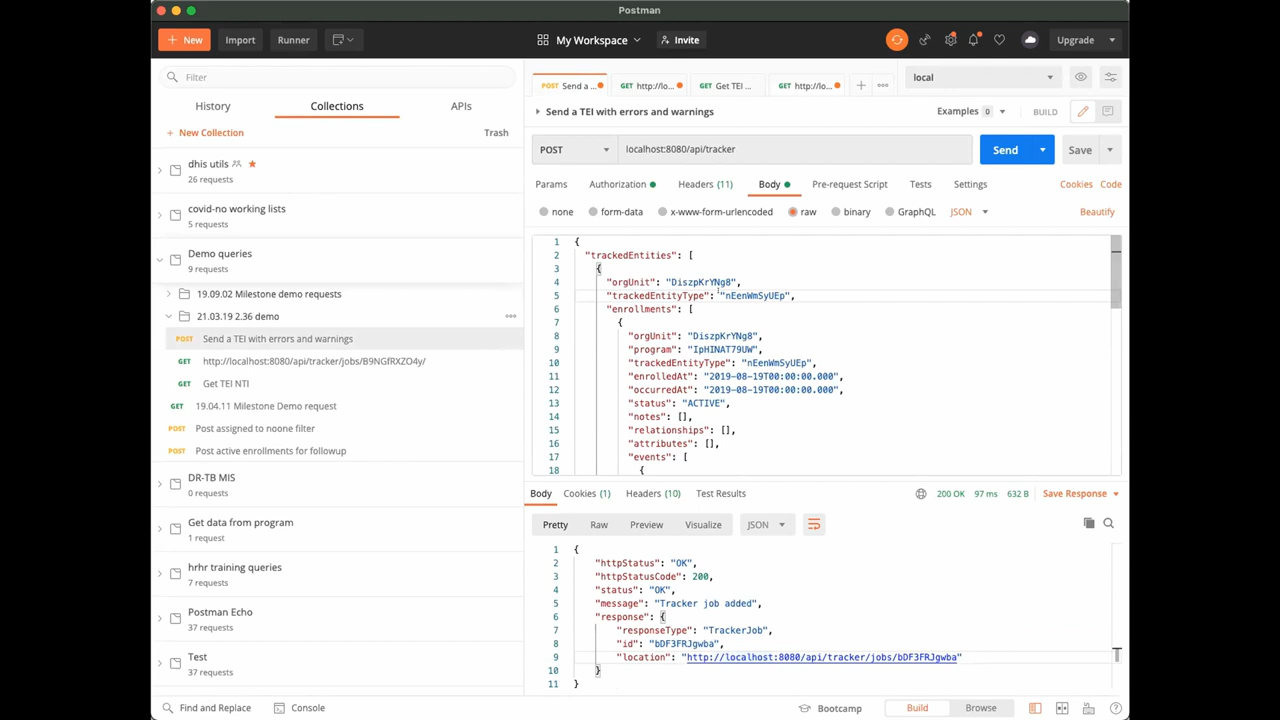 Postman
New
Import
Runner
My Workspace
Invite
Upgrade
Filter
History
Collections
APIs
+ New Collection
Trash
dhis utils
26 requests
covid-no working lists
5 requests
Demo queries
9 requests
19.09.02 Milestone demo requests
21.03.19 2.36 demo
POST Send a TEI with errors and warnings
GET http://localhost:8080/api/tracker/jobs/B9NGfRXZO4y/
GET Get TEI NTI
GET 19.04.11 Milestone Demo request
POST Post assigned to noone filter
POST Post active enrollments for followup
DR-TB MIS
0 requests
Get data from program
1 request
hrhr training queries
7 requests
Postman Echo
37 requests
Test
37 requests
Find and Replace
Console
POST Send a ...
GET http://lo...
GET Get TEI ...
GET http://lo...
local
Send a TEI with errors and warnings
Examples 0
BUILD
POST
localhost:8080/api/tracker
Send
Save
Params
Authorization
Headers (11)
Body
Pre-request Script
Tests
Settings
Cookies
Code
none
form-data
x-www-form-urlencoded
raw
binary
GraphQL
JSON
Beautify
1 {
2 "trackedEntities": [
3 {
4 "orgUnit": "DiszpKrYNg8",
5 "trackedEntityType": "nEenWmSyUEp",
6 "enrollments": [
7 {
8 "orgUnit": "DiszpKrYNg8",
9 "program": "IpHINAT79UW",
10 "trackedEntityType": "nEenWmSyUEp",
11 "enrolledAt": "2019-08-19T00:00:00.000",
12 "occurredAt": "2019-08-19T00:00:00.000",
13 "status": "ACTIVE",
14 "notes": [],
15 "relationships": [],
16 "attributes": [],
17 "events": [
18 {
Body
Cookies (1)
Headers (10)
Test Results
200 OK
97 ms
632 B
Save Response
Pretty
Raw
Preview
Visualize
JSON
1 {
2 "httpStatus": "OK",
3 "httpStatusCode": 200,
4 "status": "OK",
5 "message": "Tracker job added",
6 "response": {
7 "responseType": "TrackerJob",
8 "id": "bDF3FRJgwba",
9 "location": "http://localhost:8080/api/tracker/jobs/bDF3FRJgwba"
10 }
11 }
Bootcamp
Build
Browse